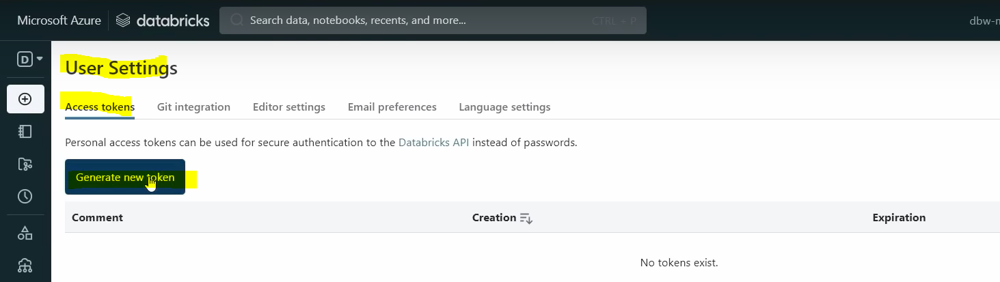 Microsoft Azure databricks Search data, notebooks, recents, and more... CTRL + P
D
User Settings
Access tokens Git integration Editor settings Email preferences Language settings
Personal access tokens can be used for secure authentication to the Databricks API instead of passwords.
Generate new token
Comment Creation Expiration
No tokens exist.